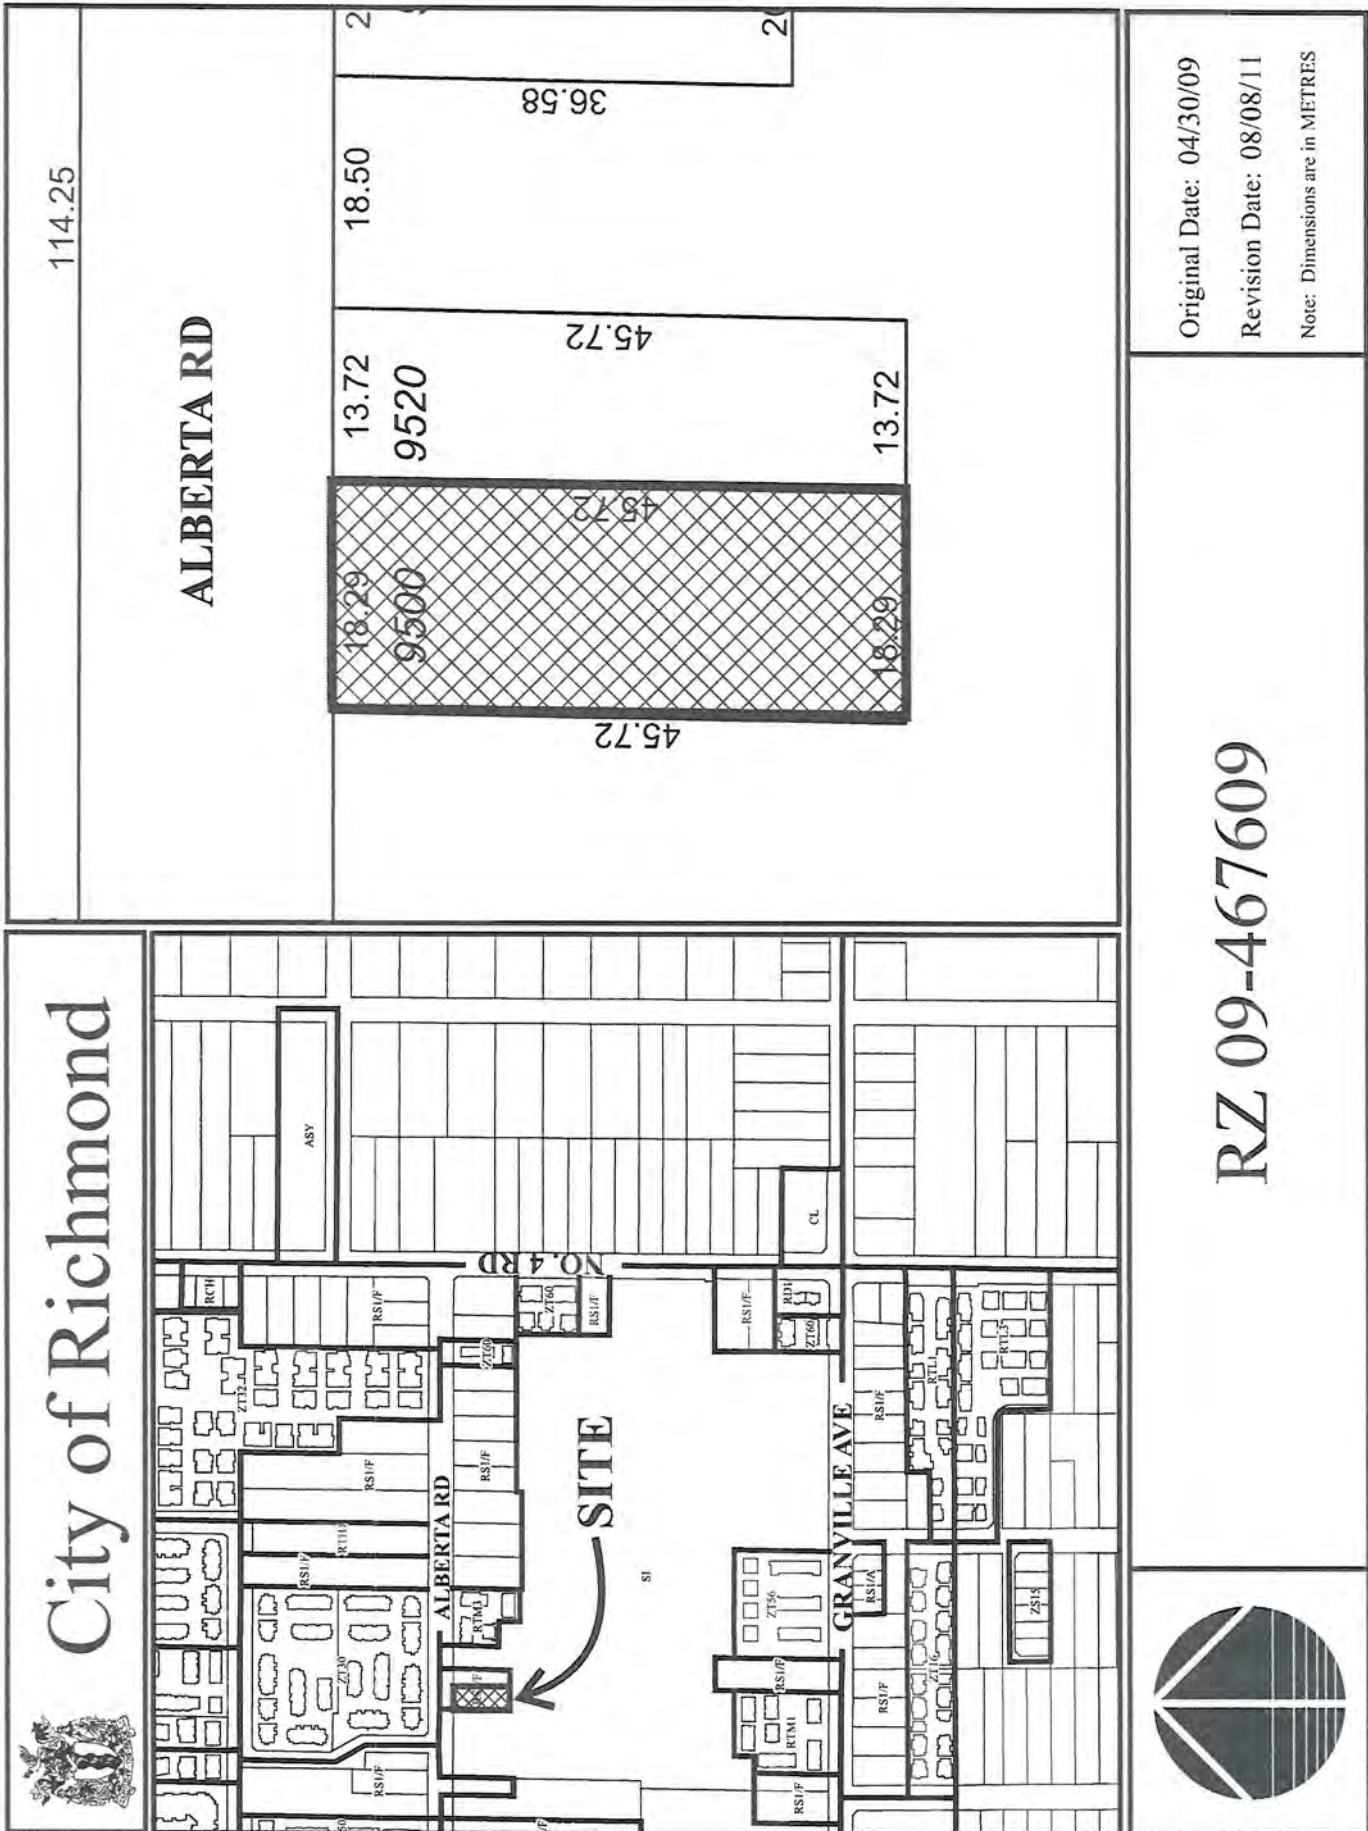 City of Richmond
ASY
RCH
ZT32
RS1/F
NO. 4 RD
ZT60
RS1/F
RS1/F
RD1
ZT60
CL
ZT60
RS1/F
RS1/F
RS1/F
ALBERTA RD
ZT30
RTM3
SITE
SI
ZT56
GRANVILLE AVE
RS1/F
RTL1
RTL3
RS1/A
RS1/F
RTM1
RS1/F
RS1/F
ZT16
ZS15
RS1/F
114.25
ALBERTA RD
18.29
9500
45.72
45.72
18.29
13.72
9520
45.72
13.72
18.50
36.58
RZ 09-467609
Original Date: 04/30/09
Revision Date: 08/08/11
Note: Dimensions are in METRES